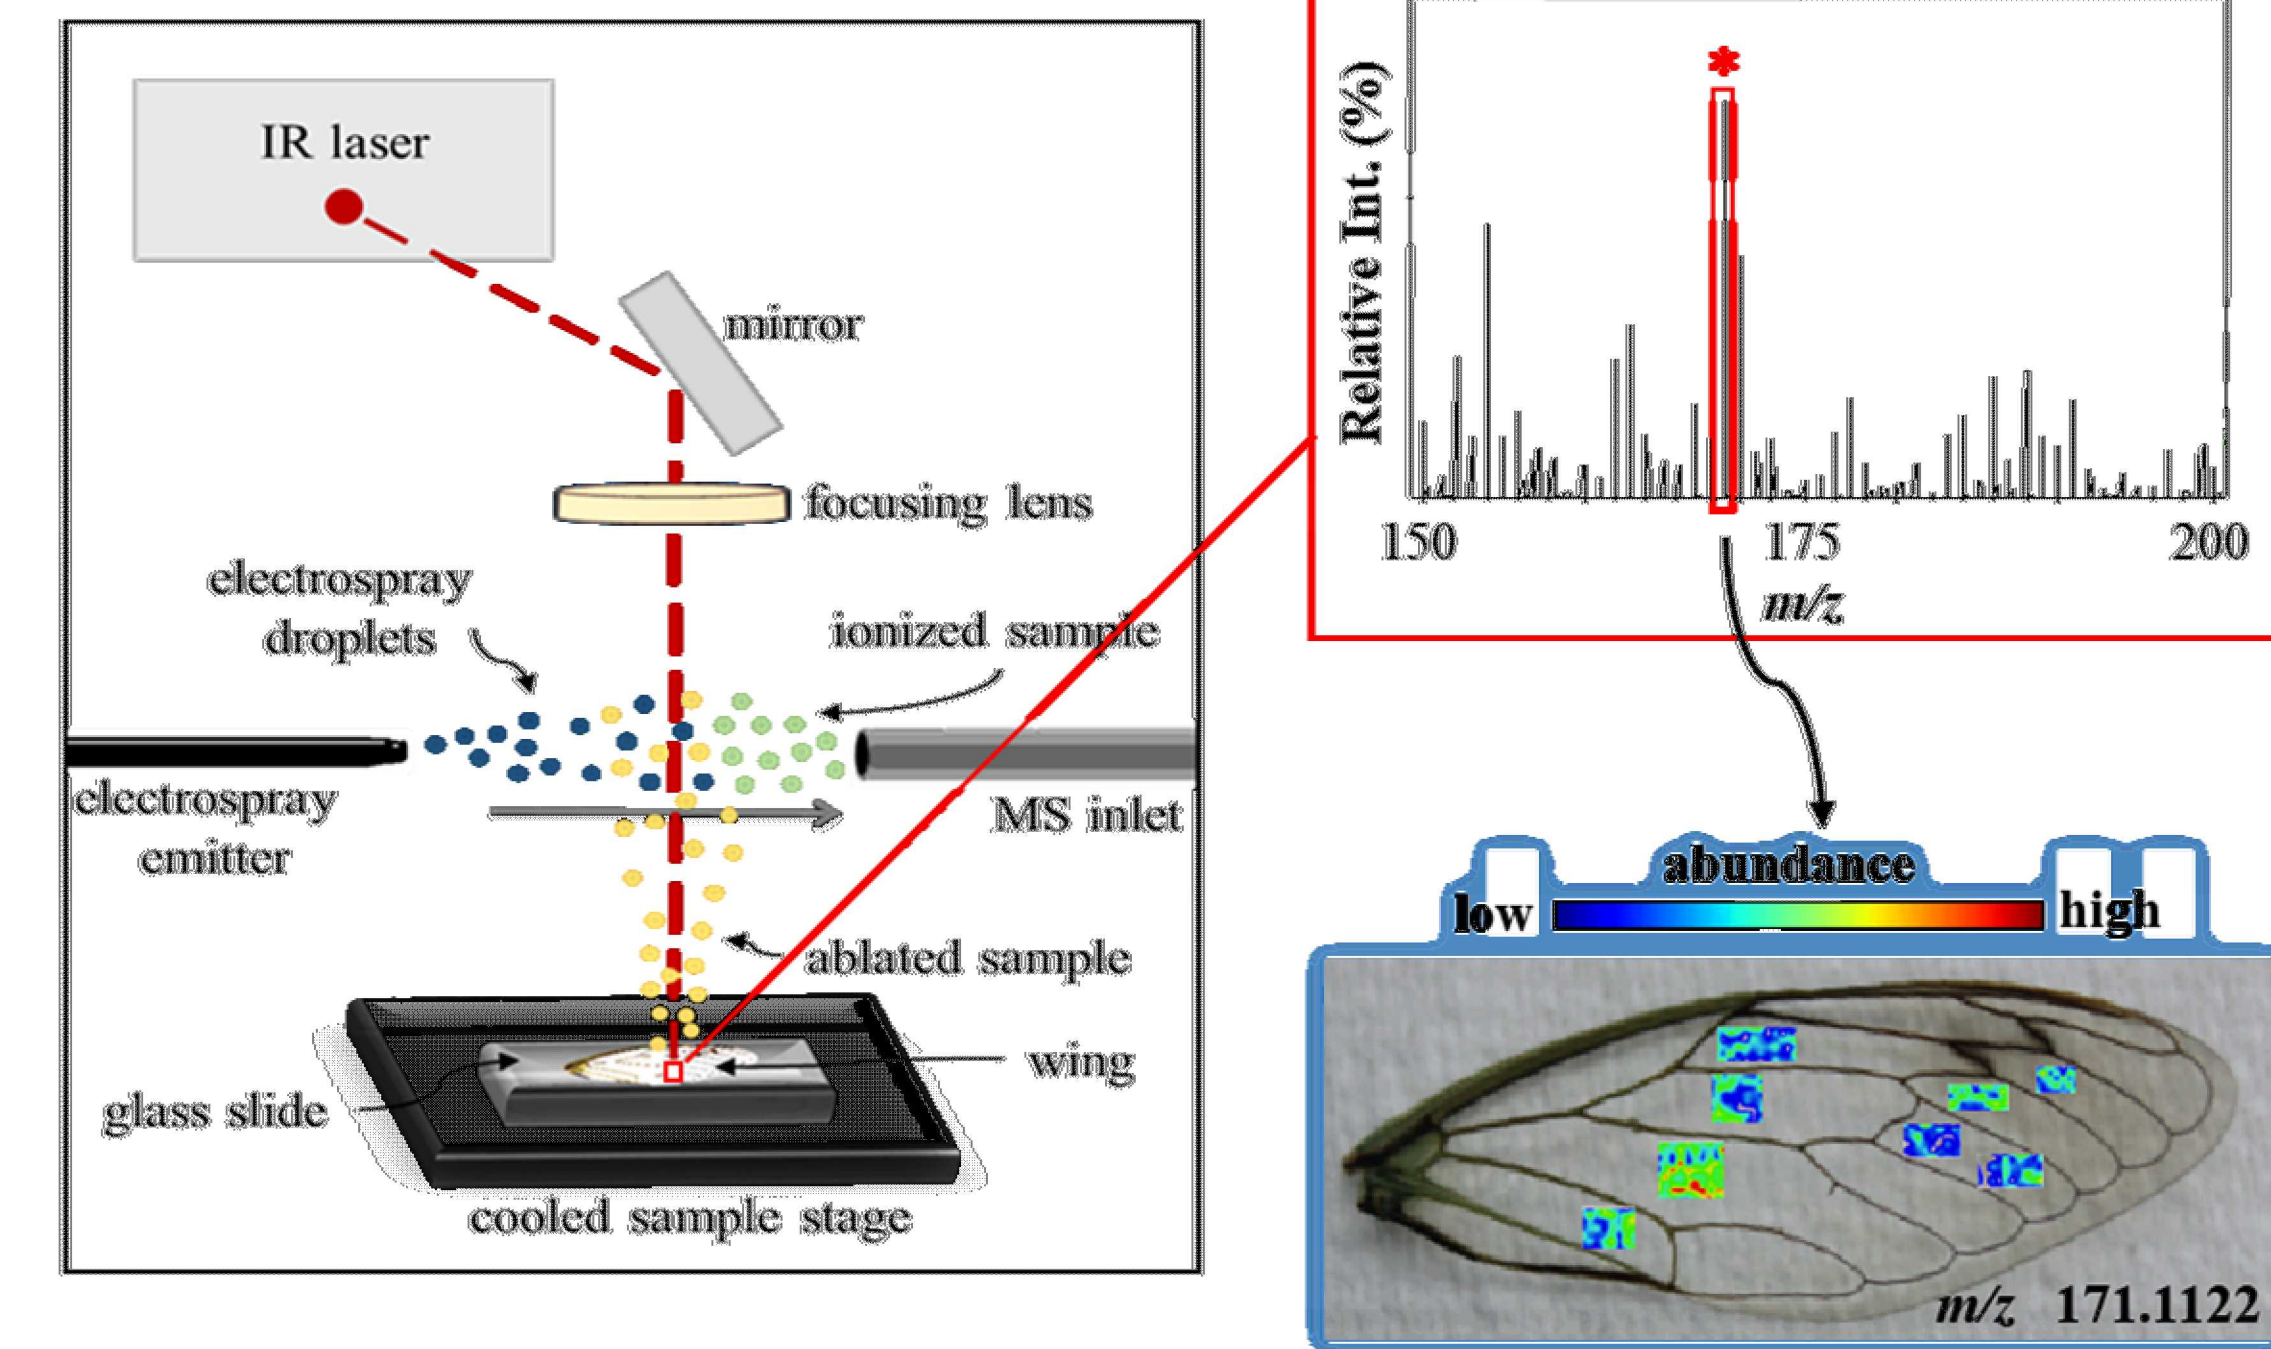 IR laser
mirror
focusing lens
electrospray
droplets
ionized sample
electrospray
emitter
MS inlet
ablated sample
wing
glass slide
cooled sample stage
*
Relative Int. (%)
150 175 200
m/z
abundance
low high
m/z 171.1122